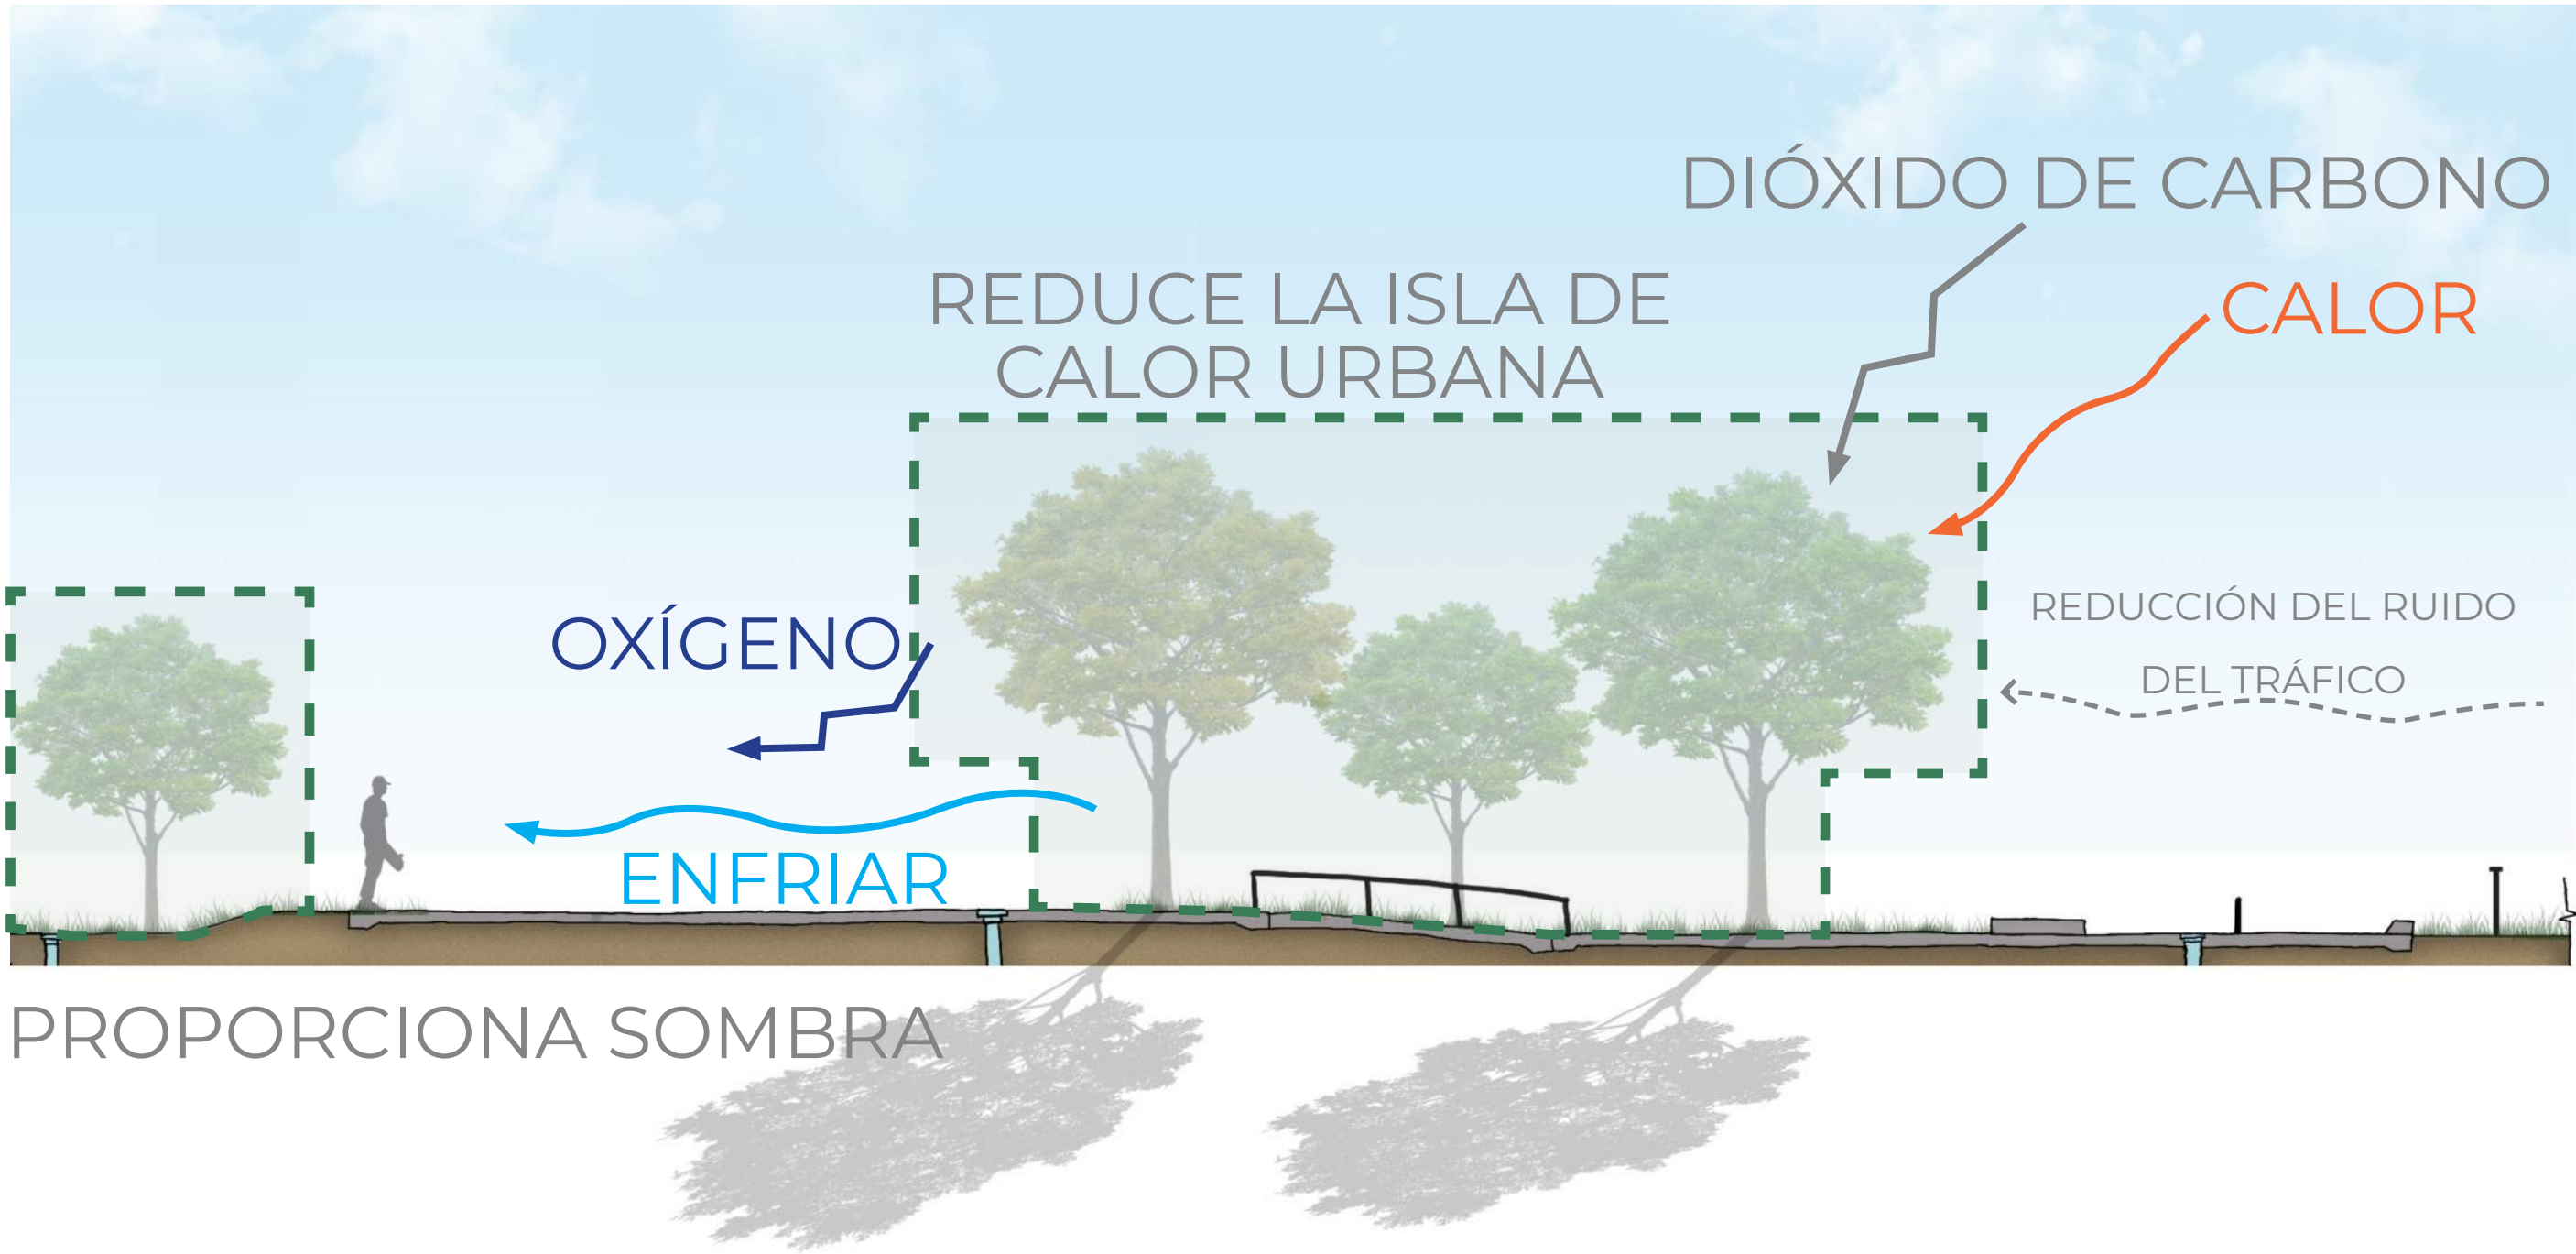 DIÓXIDO DE CARBONO
REDUCE LA ISLA DE
CALOR URBANA
CALOR
REDUCCIÓN DEL RUIDO
DEL TRÁFICO
OXÍGENO
ENFRIAR
PROPORCIONA SOMBRA